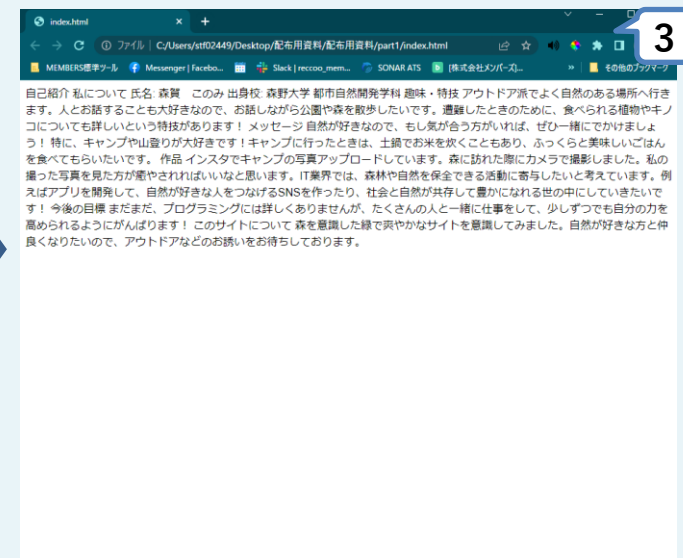 index.html
3
ファイル | C:/Users/stf02449/Desktop/配布用資料/配布用資料/part1/index.html
MEMBERS標準ツール Messenger | Facebo... Slack | reccoo_mem... SONAR ATS [株式会社メンバーズ]... » その他のブックマーク
自己紹介 私について 氏名: 森賀　このみ 出身校: 森野大学 都市自然開発学科 趣味・特技 アウトドア派でよく自然のある場所へ行き
ます。人とお話することも大好きなので、お話しながら公園や森を散歩したいです。遭難したときのために、食べられる植物やキノ
コについても詳しいという特技があります！ メッセージ 自然が好きなので、もし気が合う方がいれば、ぜひ一緒にでかけましょ
う！ 特に、キャンプや山登りが大好きです！キャンプに行ったときは、土鍋でお米を炊くこともあり、ふっくらと美味しいごはん
を食べてもらいたいです。 作品 インスタでキャンプの写真アップロードしています。森に訪れた際にカメラで撮影しました。私の
撮った写真を見た方が癒やされればいいなと思います。IT業界では、森林や自然を保全できる活動に寄与したいと考えています。例
えばアプリを開発して、自然が好きな人をつなげるSNSを作ったり、社会と自然が共存して豊かになれる世の中にしていきたいで
す！ 今後の目標 まだまだ、プログラミングには詳しくありませんが、たくさんの人と一緒に仕事をして、少しずつでも自分の力を
高められるようにがんばります！ このサイトについて 森を意識した緑で爽やかなサイトを意識してみました。自然が好きな方と仲
良くなりたいので、アウトドアなどのお誘いをお待ちしております。